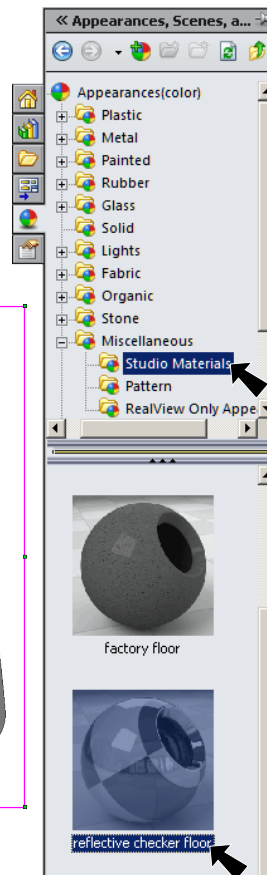 « Appearances, Scenes, a...
Appearances(color)
Plastic
Metal
Painted
Rubber
Glass
Solid
Lights
Fabric
Organic
Stone
Miscellaneous
Studio Materials
Pattern
RealView Only Appe
factory floor
reflective checker floor